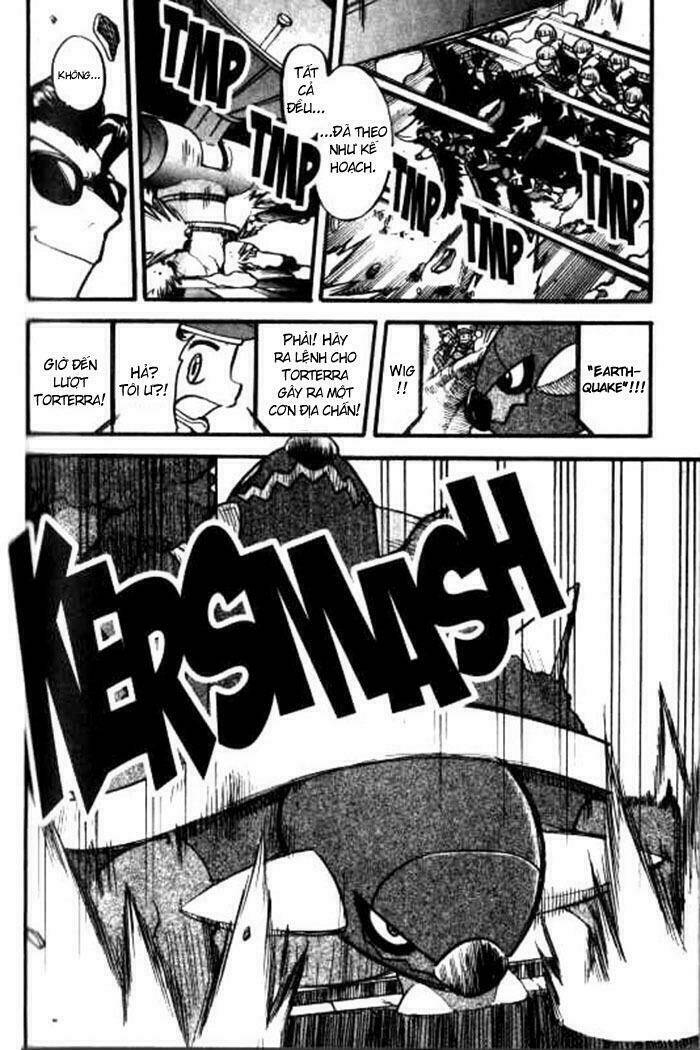 KHÔNG...
TMP
TMP
TẤT
CẢ
ĐỀU...
...ĐÃ THEO
NHƯ KẾ
HOẠCH.
TMP
TMP
TMP
GIỜ ĐẾN
LƯỢT
TORTERRA!
HẢ?
TÔI Ư?!
PHẢI! HÃY
RA LỆNH CHO
TORTERRA
GÂY RA MỘT
CƠN ĐỊA CHẤN!
WIG
!!
"EARTH-
QUAKE"!!!
KERSMASH